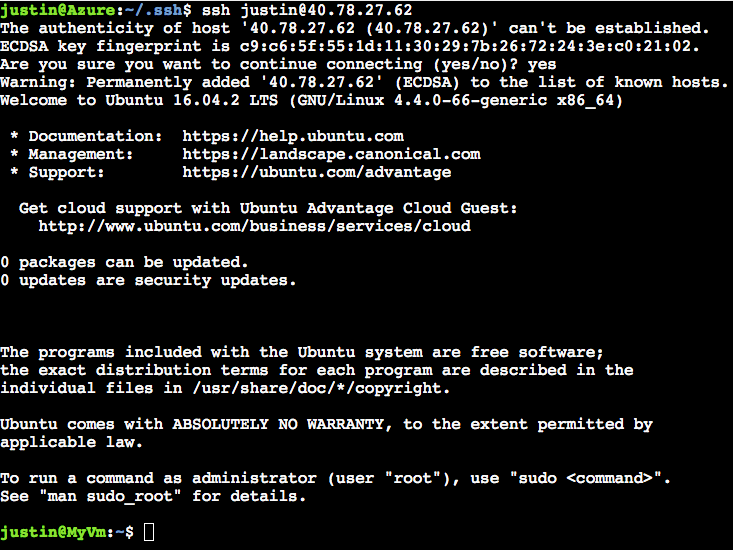 justin@Azure:~/.ssh$ ssh justin@40.78.27.62
The authenticity of host '40.78.27.62 (40.78.27.62)' can't be established.
ECDSA key fingerprint is c9:c6:5f:55:1d:11:30:29:7b:26:72:24:3e:c0:21:02.
Are you sure you want to continue connecting (yes/no)? yes
Warning: Permanently added '40.78.27.62' (ECDSA) to the list of known hosts.
Welcome to Ubuntu 16.04.2 LTS (GNU/Linux 4.4.0-66-generic x86_64)

 * Documentation:  https://help.ubuntu.com
 * Management:     https://landscape.canonical.com
 * Support:        https://ubuntu.com/advantage

  Get cloud support with Ubuntu Advantage Cloud Guest:
    http://www.ubuntu.com/business/services/cloud

0 packages can be updated.
0 updates are security updates.

The programs included with the Ubuntu system are free software;
the exact distribution terms for each program are described in the
individual files in /usr/share/doc/*/copyright.

Ubuntu comes with ABSOLUTELY NO WARRANTY, to the extent permitted by
applicable law.

To run a command as administrator (user "root"), use "sudo <command>".
See "man sudo_root" for details.

justin@MyVm:~$